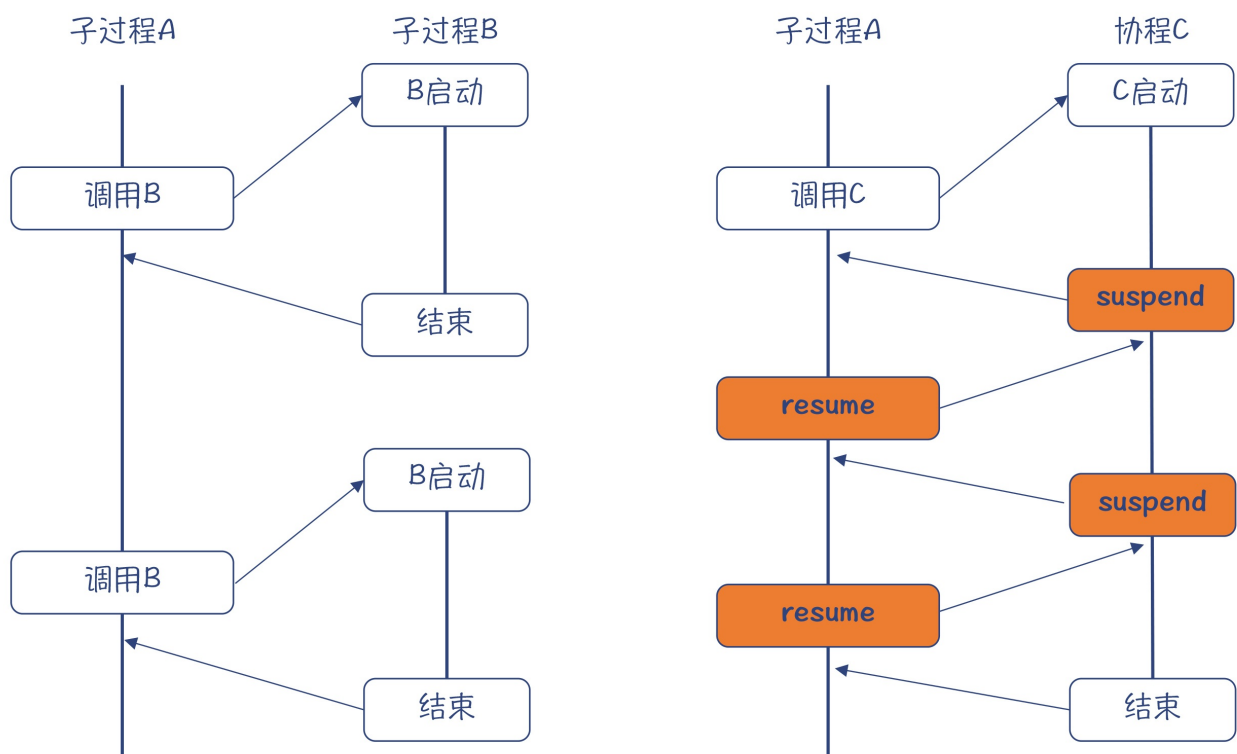 子过程A
子过程B
B启动
调用B
结束
B启动
调用B
结束
子过程A
协程C
C启动
调用C
suspend
resume
suspend
resume
结束